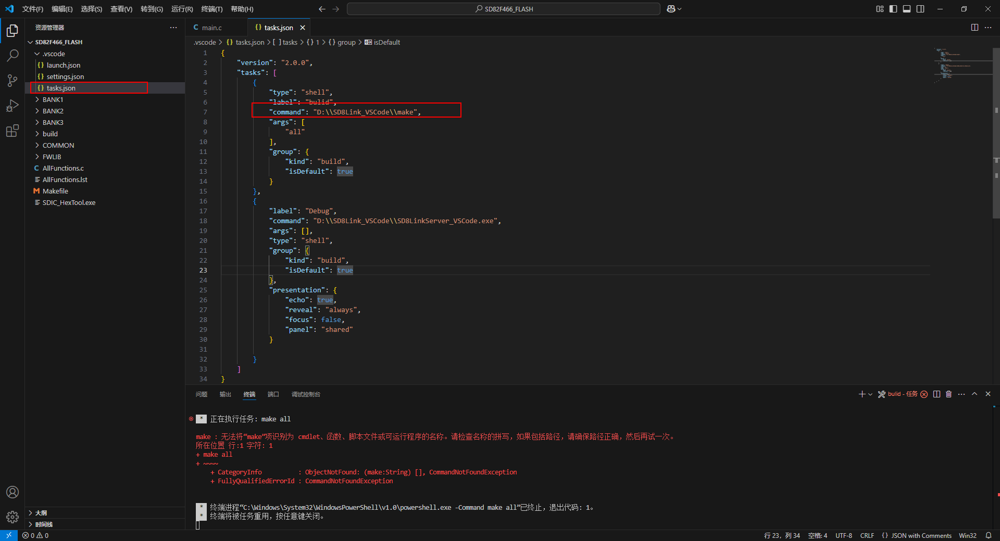 文件(F) 编辑(E) 选择(S) 查看(V) 转到(G) 运行(R) 终端(T) 帮助(H)
SD82F466_FLASH
资源管理器
SD82F466_FLASH
.vscode
launch.json
settings.json
tasks.json
BANK1
BANK2
BANK3
build
COMMON
FWLIB
AllFunctions.c
AllFunctions.lst
Makefile
SDIC_HexTool.exe
大纲
时间线
main.c tasks.json
.vscode > tasks.json > [ ] tasks > {} 1 > {} group > isDefault
1 {
2 "version": "2.0.0",
3 "tasks": [
4 {
5 "type": "shell",
6 "label": "bulid",
7 "command": "D:\\SD8Link_VSCode\\make",
8 "args": [
9 "all"
10 ],
11 "group": {
12 "kind": "build",
13 "isDefault": true
14 }
15 },
16 {
17 "label": "Debug",
18 "command": "D:\\SD8Link_VSCode\\SD8LinkServer_VSCode.exe",
19 "args": [],
20 "type": "shell",
21 "group": {
22 "kind": "build",
23 "isDefault": true
24 },
25 "presentation": {
26 "echo": true,
27 "reveal": "always",
28 "focus": false,
29 "panel": "shared"
30 }
31
32 }
33 ]
34 }
问题 输出 终端 端口 调试控制台
bulid - 任务
* 正在执行任务: make all
make : 无法将“make”项识别为 cmdlet、函数、脚本文件或可运行程序的名称。请检查名称的拼写，如果包括路径，请确保路径正确，然后再试一次。
所在位置 行:1 字符: 1
+ make all
+ ~~~~
+ CategoryInfo : ObjectNotFound: (make:String) [], CommandNotFoundException
+ FullyQualifiedErrorId : CommandNotFoundException
* 终端进程“C:\Windows\System32\WindowsPowerShell\v1.0\powershell.exe -Command make all”已终止，退出代码: 1。
* 终端将被任务重用，按任意键关闭。
0 0
行 23，列 34 空格: 4 UTF-8 CRLF {} JSON with Comments Win32